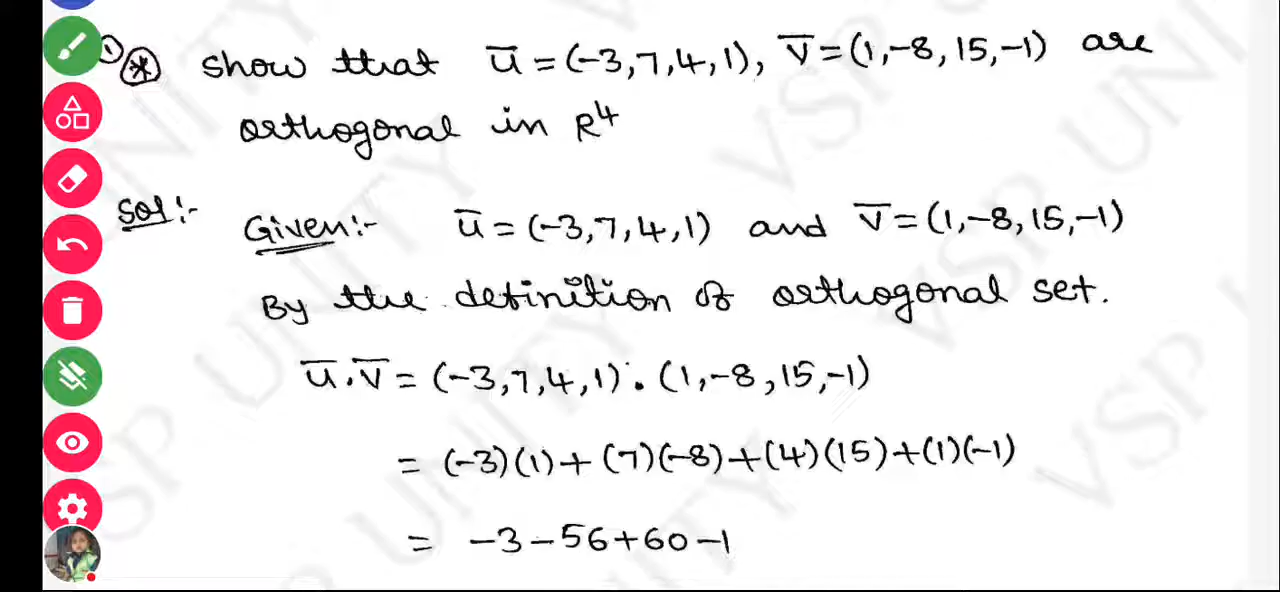 ① * Show that u̅ = (-3, 7, 4, 1), v̅ = (1, -8, 15, -1) are
orthogonal in R⁴
Sol:-
Given:- u̅ = (-3, 7, 4, 1) and v̅ = (1, -8, 15, -1)
By the definition of orthogonal set.
u̅ . v̅ = (-3, 7, 4, 1) . (1, -8, 15, -1)
= (-3)(1) + (7)(-8) + (4)(15) + (1)(-1)
= -3 - 56 + 60 - 1
VSP UNITY